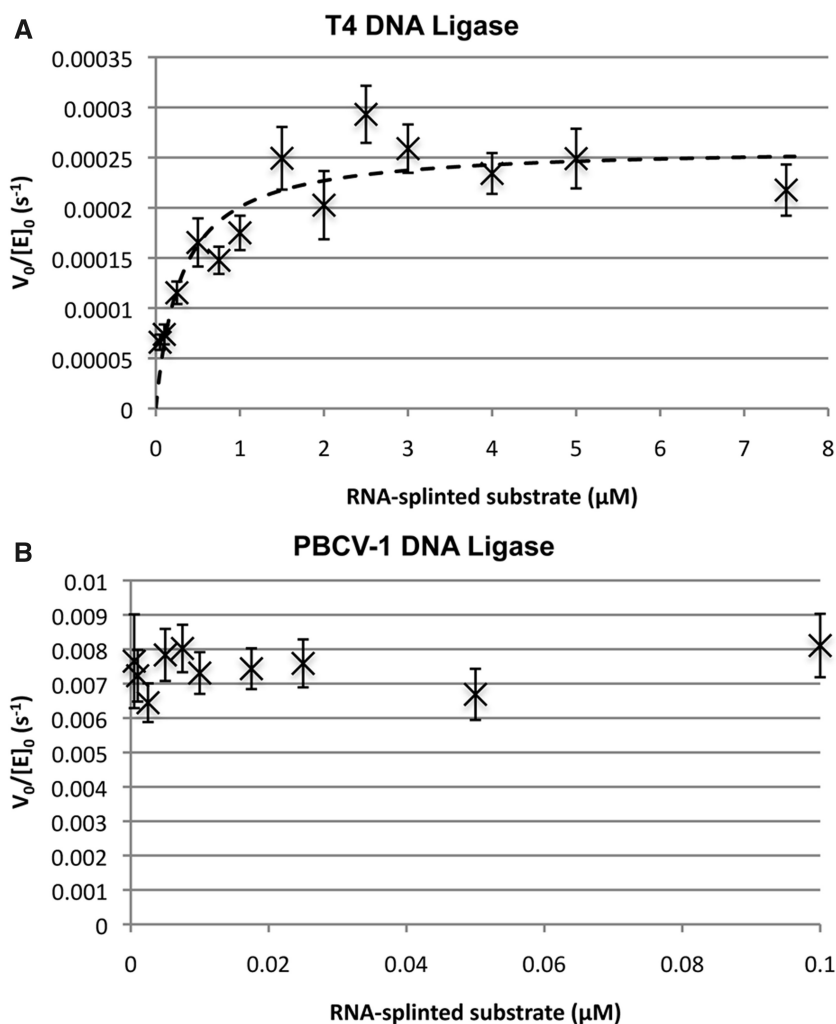 A
T4 DNA Ligase
0.00035
0.0003
0.00025
0.0002
0.00015
0.0001
0.00005
0
V₀/[E]₀ (s⁻¹)
0 1 2 3 4 5 6 7 8
RNA-splinted substrate (µM)
B
PBCV-1 DNA Ligase
0.01
0.009
0.008
0.007
0.006
0.005
0.004
0.003
0.002
0.001
0
V₀/[E]₀ (s⁻¹)
0 0.02 0.04 0.06 0.08 0.1
RNA-splinted substrate (µM)